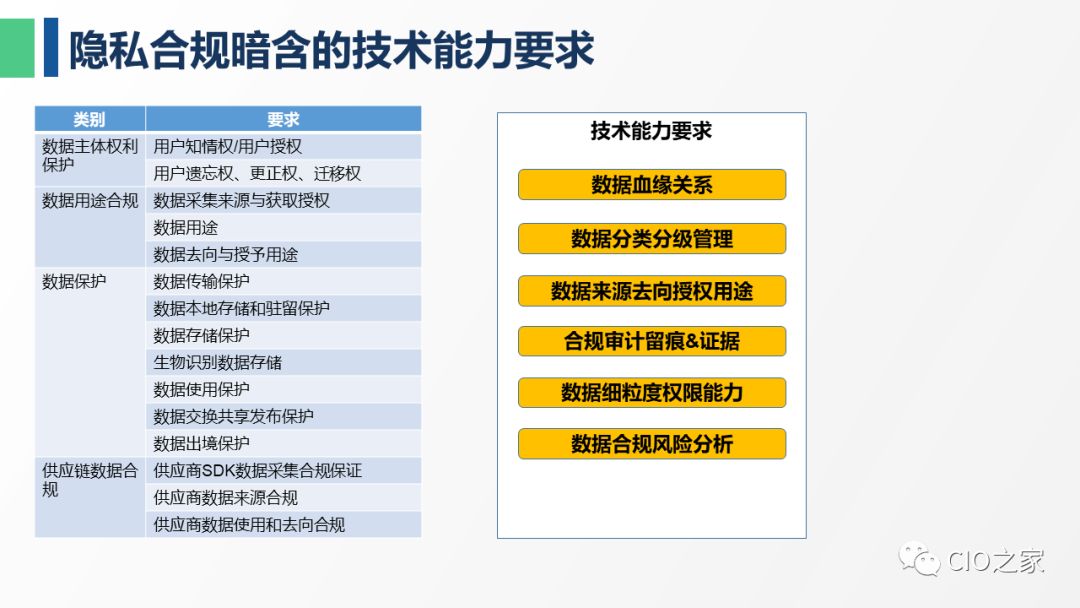 隐私合规暗含的技术能力要求
类别
要求
数据主体权利
保护
用户知情权/用户授权
用户遗忘权、更正权、迁移权
数据用途合规
数据采集来源与获取授权
数据用途
数据去向与授予用途
数据保护
数据传输保护
数据本地存储和驻留保护
数据存储保护
生物识别数据存储
数据使用保护
数据交换共享发布保护
数据出境保护
供应链数据合
规
供应商SDK数据采集合规保证
供应商数据来源合规
供应商数据使用和去向合规
技术能力要求
数据血缘关系
数据分类分级管理
数据来源去向授权用途
合规审计留痕&证据
数据细粒度权限能力
数据合规风险分析
CIO之家